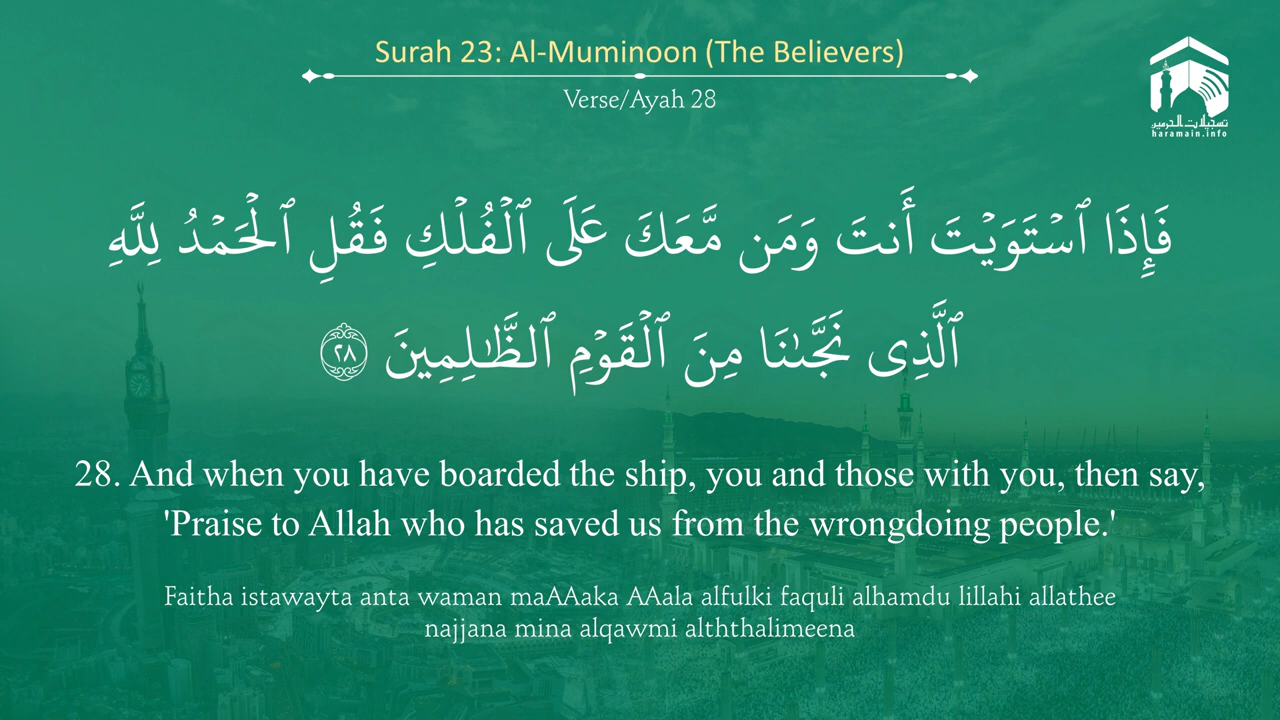 Surah 23: Al-Muminoon (The Believers)
Verse/Ayah 28
تسجيلات الحرمين
haramain.info
فَإِذَا ٱسْتَوَيْتَ أَنتَ وَمَن مَّعَكَ عَلَى ٱلْفُلْكِ فَقُلِ ٱلْحَمْدُ لِلَّهِ
ٱلَّذِى نَجَّىٰنَا مِنَ ٱلْقَوْمِ ٱلظَّـٰلِمِينَ ٢٨
28. And when you have boarded the ship, you and those with you, then say,
'Praise to Allah who has saved us from the wrongdoing people.'
Faitha istawayta anta waman maAAaka AAala alfulki faquli alhamdu lillahi allathee
najjana mina alqawmi alththalimeena